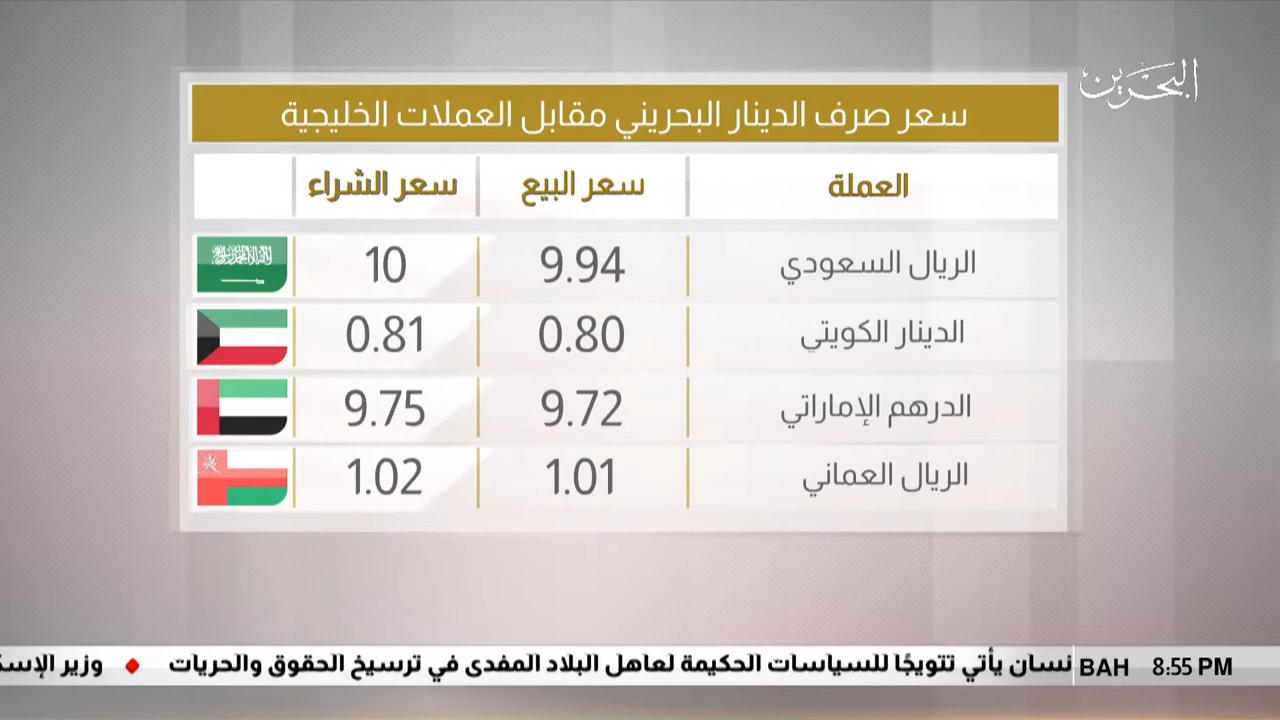 البحرين
سعر صرف الدينار البحريني مقابل العملات الخليجية
العملة سعر البيع سعر الشراء
الريال السعودي 9.94 10
الدينار الكويتي 0.80 0.81
الدرهم الإماراتي 9.72 9.75
الريال العماني 1.01 1.02
BAH 8:55 PM
نسان يأتي تتويجًا للسياسات الحكيمة لعاهل البلاد المفدى في ترسيخ الحقوق والحريات ♦ وزير الإسك